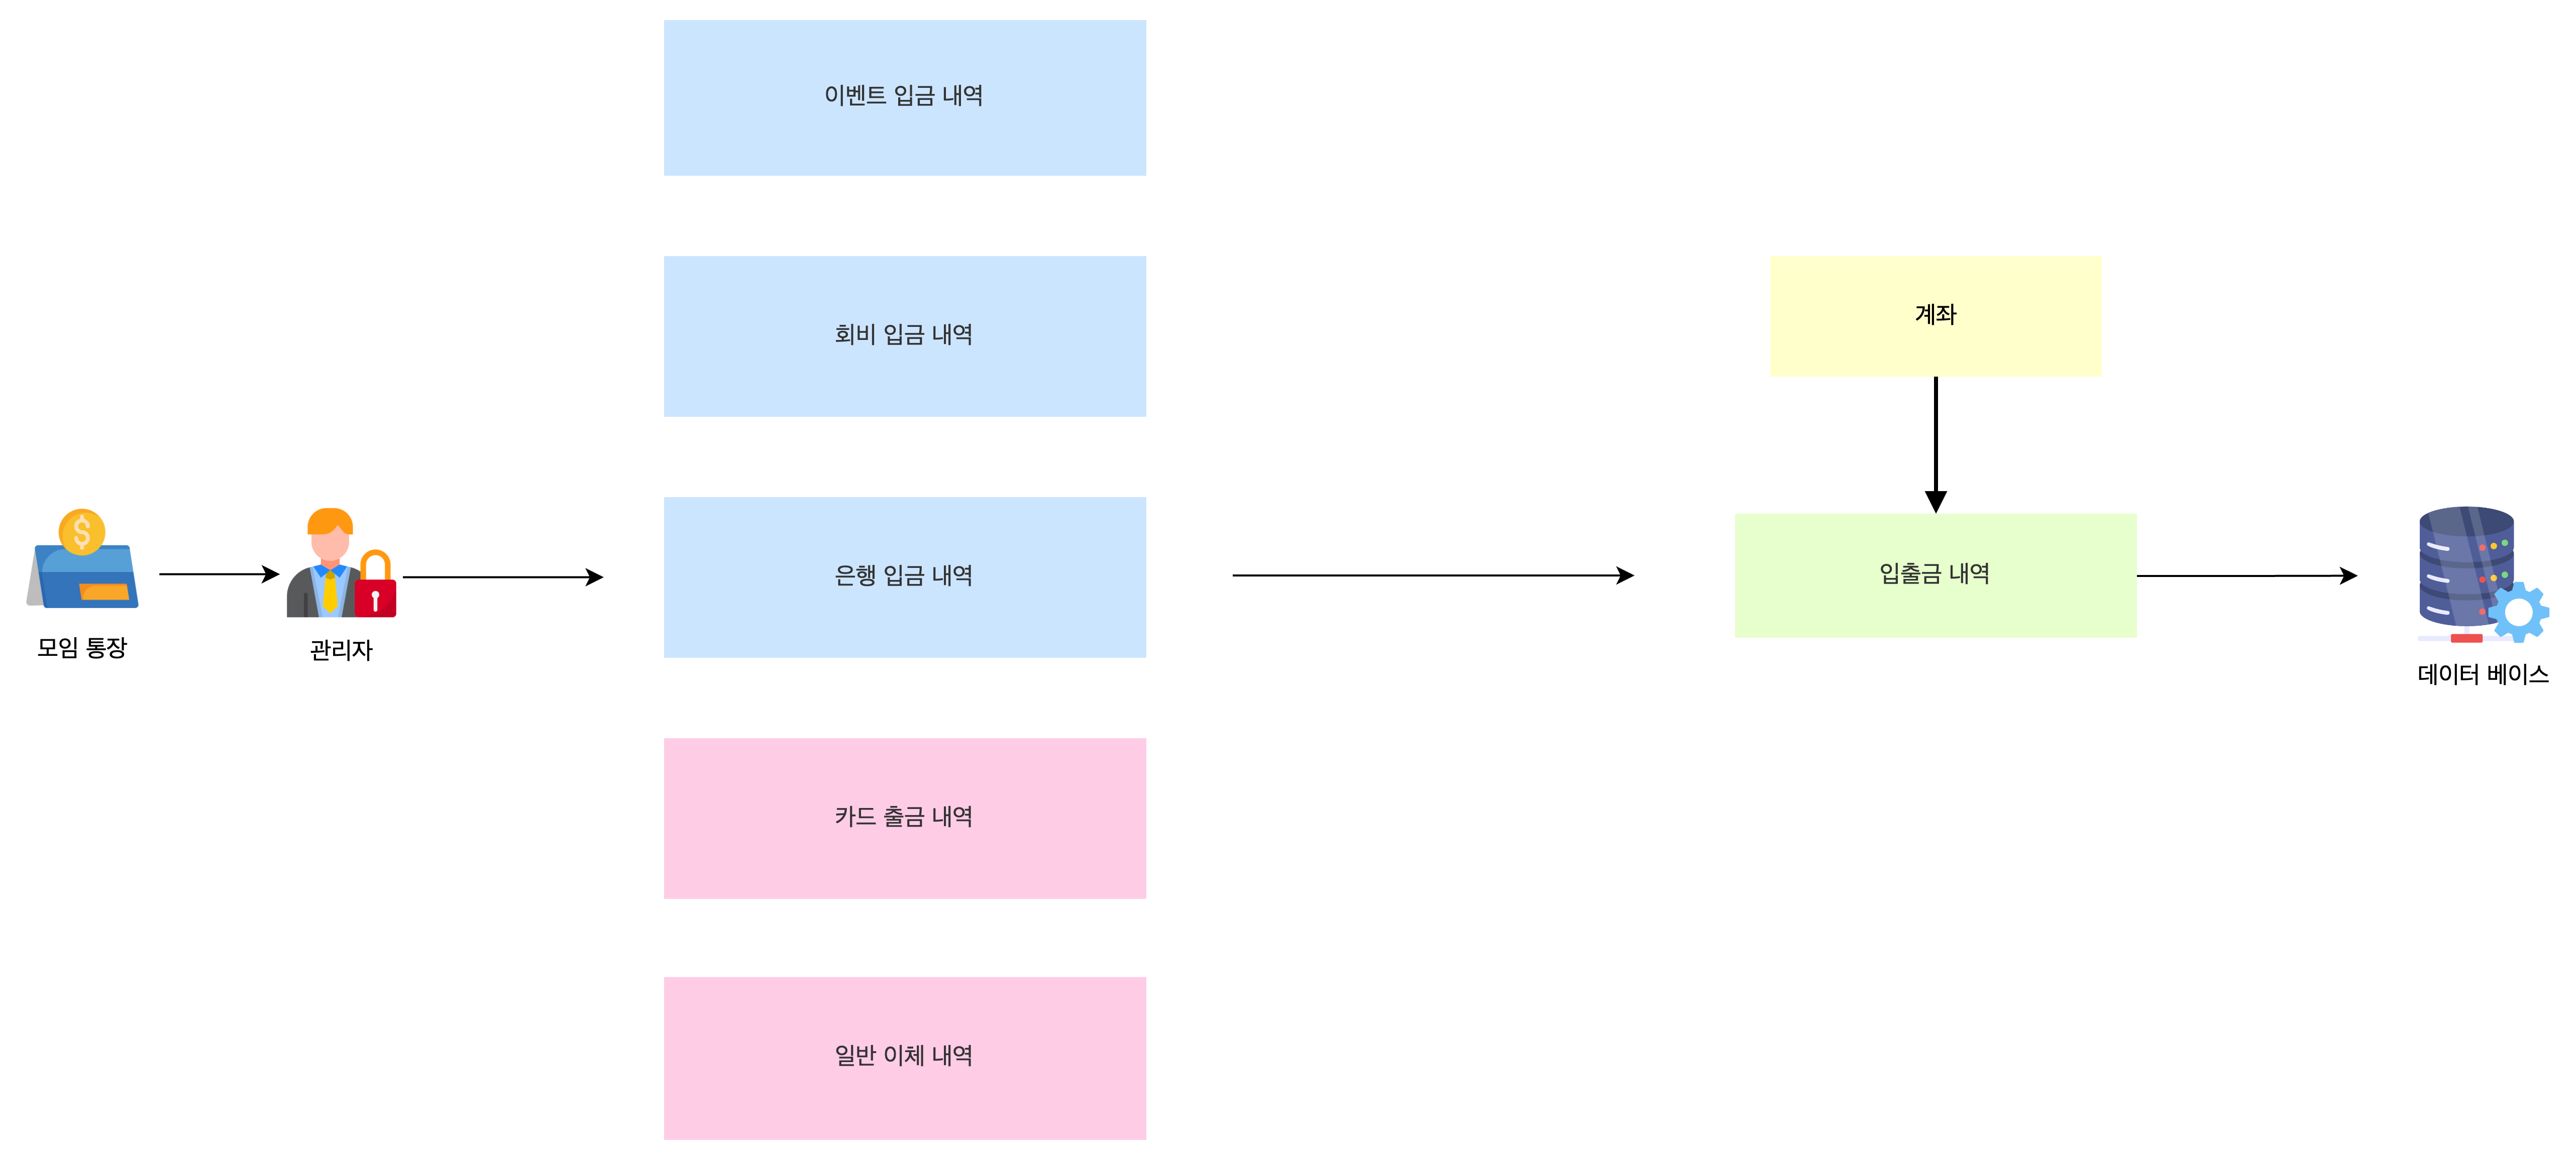 이벤트 입금 내역
회비 입금 내역
계좌
은행 입금 내역
입출금 내역
모임 통장
관리자
데이터 베이스
카드 출금 내역
일반 이체 내역